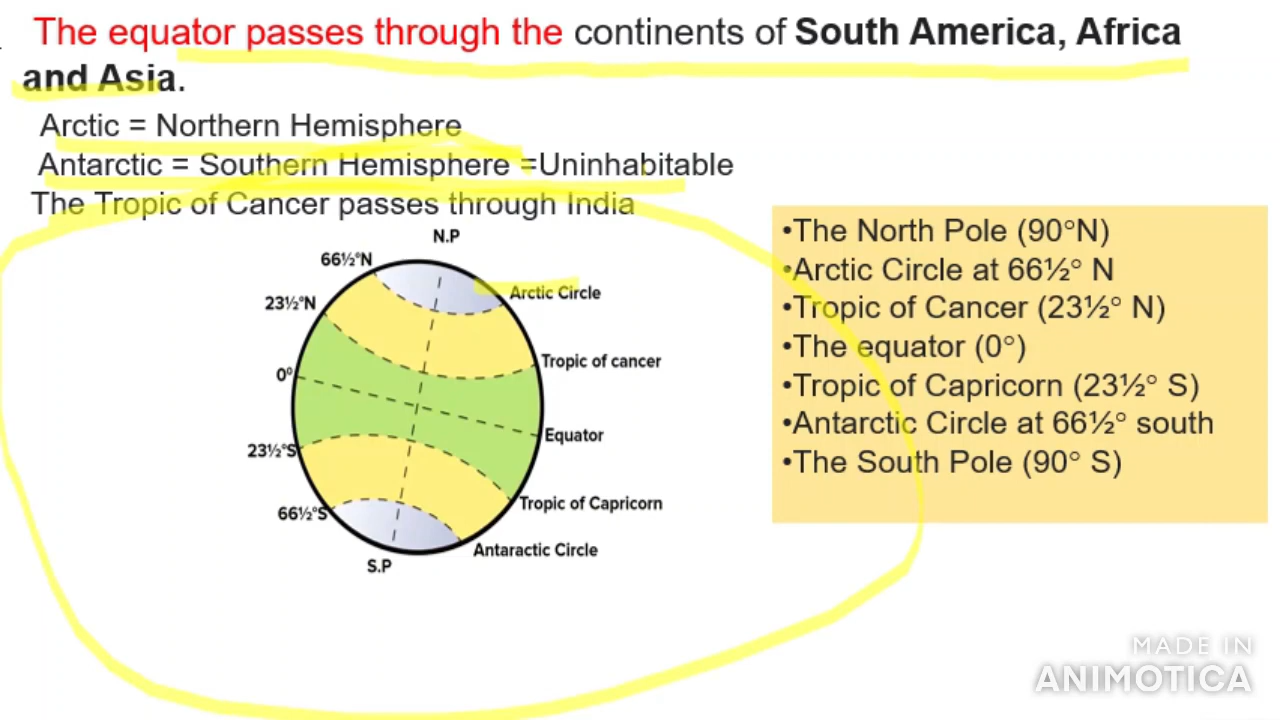 The equator passes through the continents of South America, Africa
and Asia.
Arctic = Northern Hemisphere
Antarctic = Southern Hemisphere =Uninhabitable
The Tropic of Cancer passes through India
N.P
66½°N
Arctic Circle
23½°N
Tropic of cancer
0°
Equator
23½°S
Tropic of Capricorn
66½°S
Antaractic Circle
S.P
•The North Pole (90°N)
•Arctic Circle at 66½° N
•Tropic of Cancer (23½° N)
•The equator (0°)
•Tropic of Capricorn (23½° S)
•Antarctic Circle at 66½° south
•The South Pole (90° S)
MADE IN
ANIMOTICA